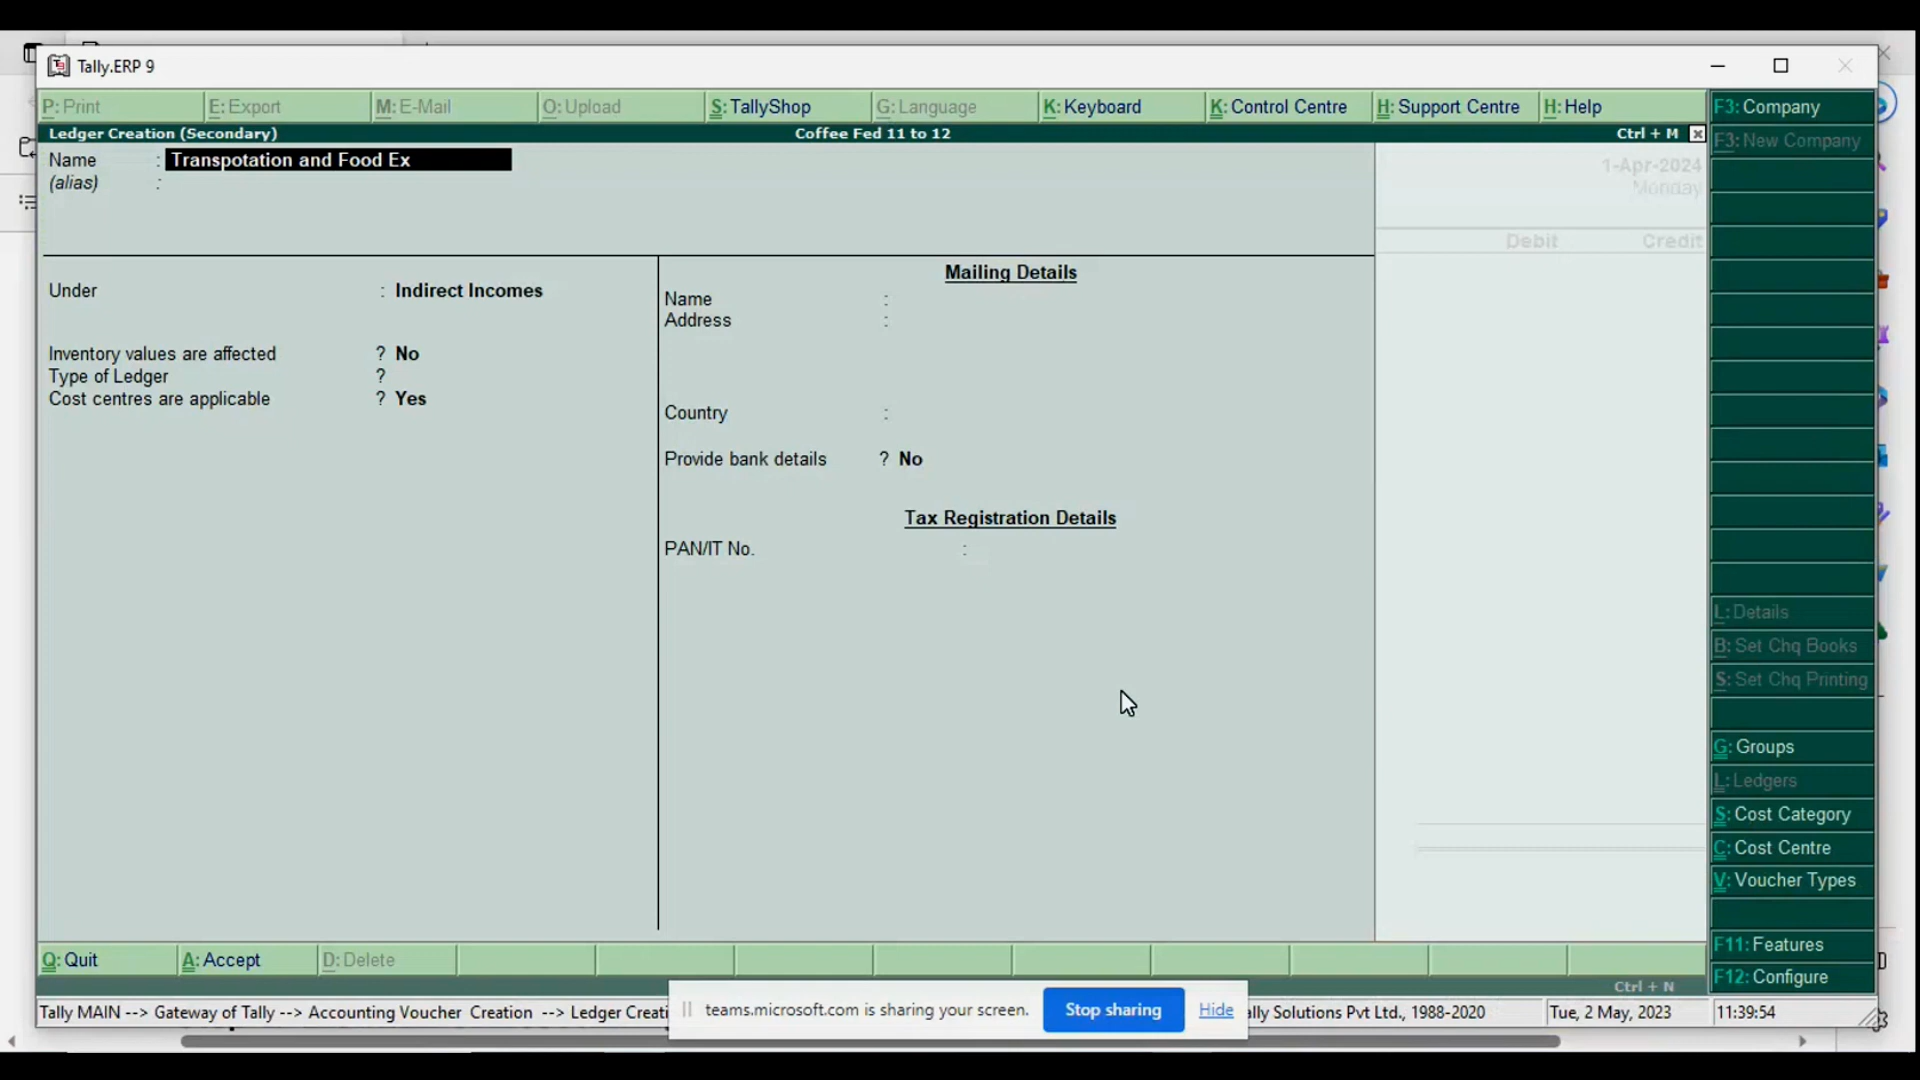 Tally.ERP 9
P: Print E: Export M: E-Mail O: Upload S: TallyShop G: Language K: Keyboard K: Control Centre H: Support Centre H: Help F3: Company
Ledger Creation (Secondary) Coffee Fed 11 to 12 Ctrl + M
F3: New Company
Name : Transpotation and Food Ex
(alias) :
1-Apr-2024
Monday
Debit Credit
Under : Indirect Incomes
Inventory values are affected ? No
Type of Ledger ?
Cost centres are applicable ? Yes
Mailing Details
Name :
Address :
Country :
Provide bank details ? No
Tax Registration Details
PAN/IT No. :
L: Details
B: Set Chq Books
S: Set Chq Printing
G: Groups
L: Ledgers
S: Cost Category
C: Cost Centre
V: Voucher Types
F11: Features
F12: Configure
Q: Quit A: Accept D: Delete
Ctrl + N
Tally MAIN --> Gateway of Tally --> Accounting Voucher Creation --> Ledger Creati
teams.microsoft.com is sharing your screen. Stop sharing Hide
ally Solutions Pvt Ltd., 1988-2020 Tue, 2 May, 2023 11:39:54